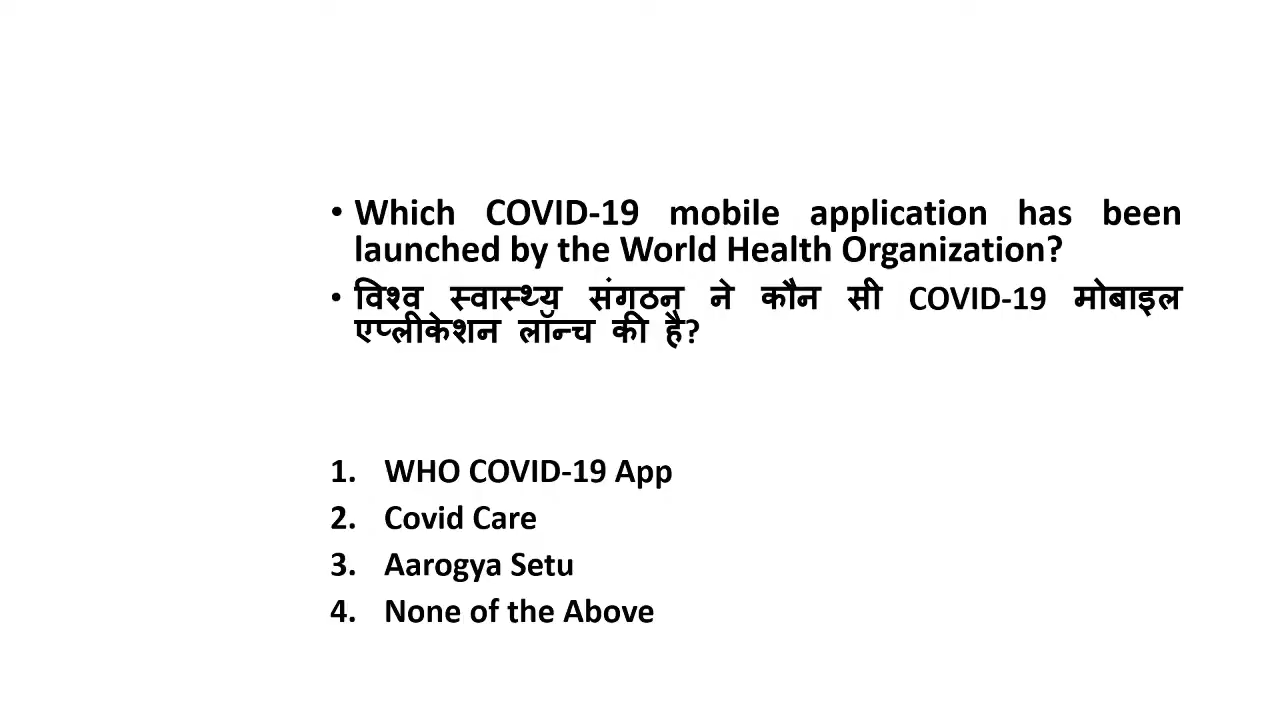 • Which COVID-19 mobile application has been
launched by the World Health Organization?
• विश्व स्वास्थ्य संगठन ने कौन सी COVID-19 मोबाइल
एप्लीकेशन लॉन्च की है?
1. WHO COVID-19 App
2. Covid Care
3. Aarogya Setu
4. None of the Above